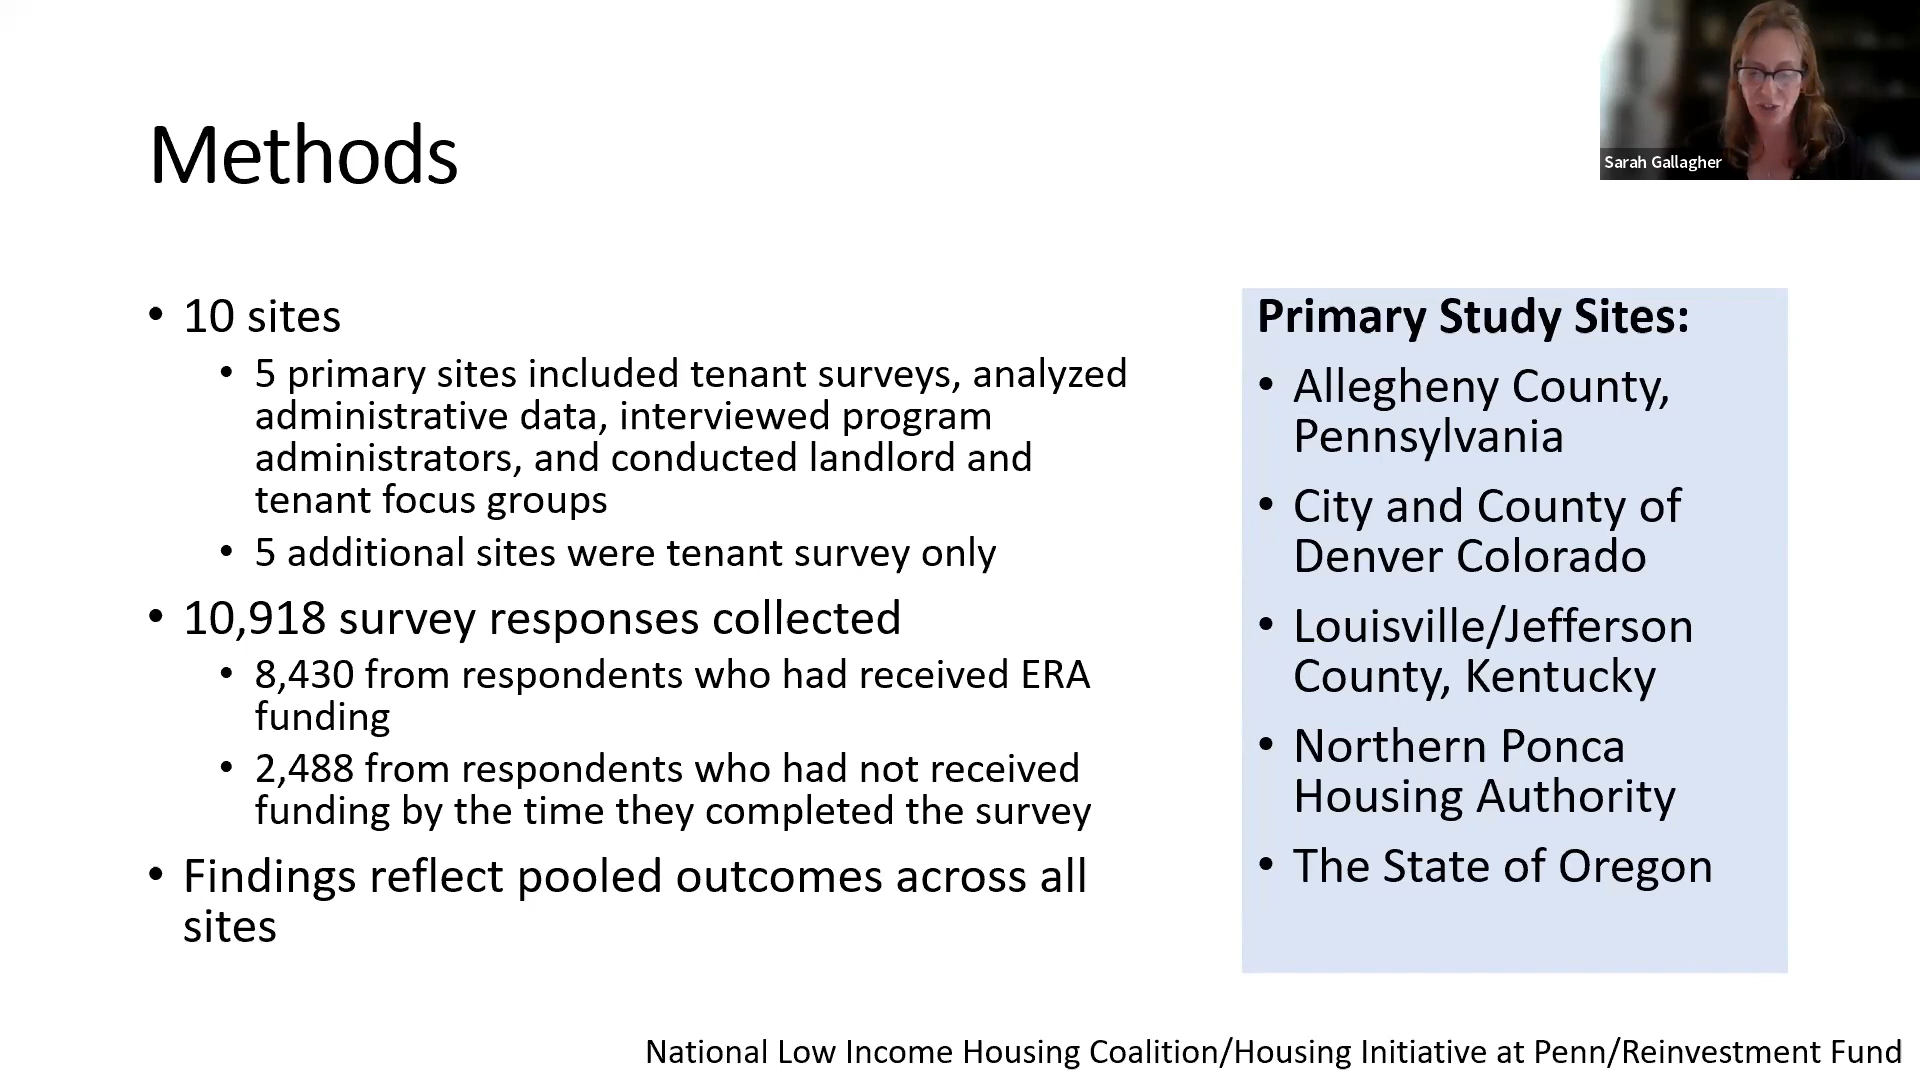 Methods
• 10 sites
• 5 primary sites included tenant surveys, analyzed
administrative data, interviewed program
administrators, and conducted landlord and
tenant focus groups
• 5 additional sites were tenant survey only
• 10,918 survey responses collected
• 8,430 from respondents who had received ERA
funding
• 2,488 from respondents who had not received
funding by the time they completed the survey
• Findings reflect pooled outcomes across all
sites
Primary Study Sites:
• Allegheny County,
Pennsylvania
• City and County of
Denver Colorado
• Louisville/Jefferson
County, Kentucky
• Northern Ponca
Housing Authority
• The State of Oregon
Sarah Gallagher
National Low Income Housing Coalition/Housing Initiative at Penn/Reinvestment Fund